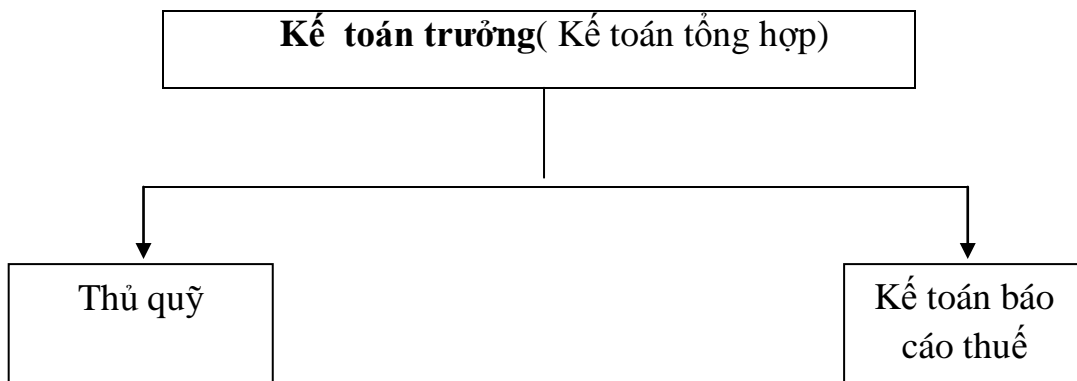 Kế toán trưởng( Kế toán tổng hợp)
Thủ quỹ
Kế toán báo
cáo thuế